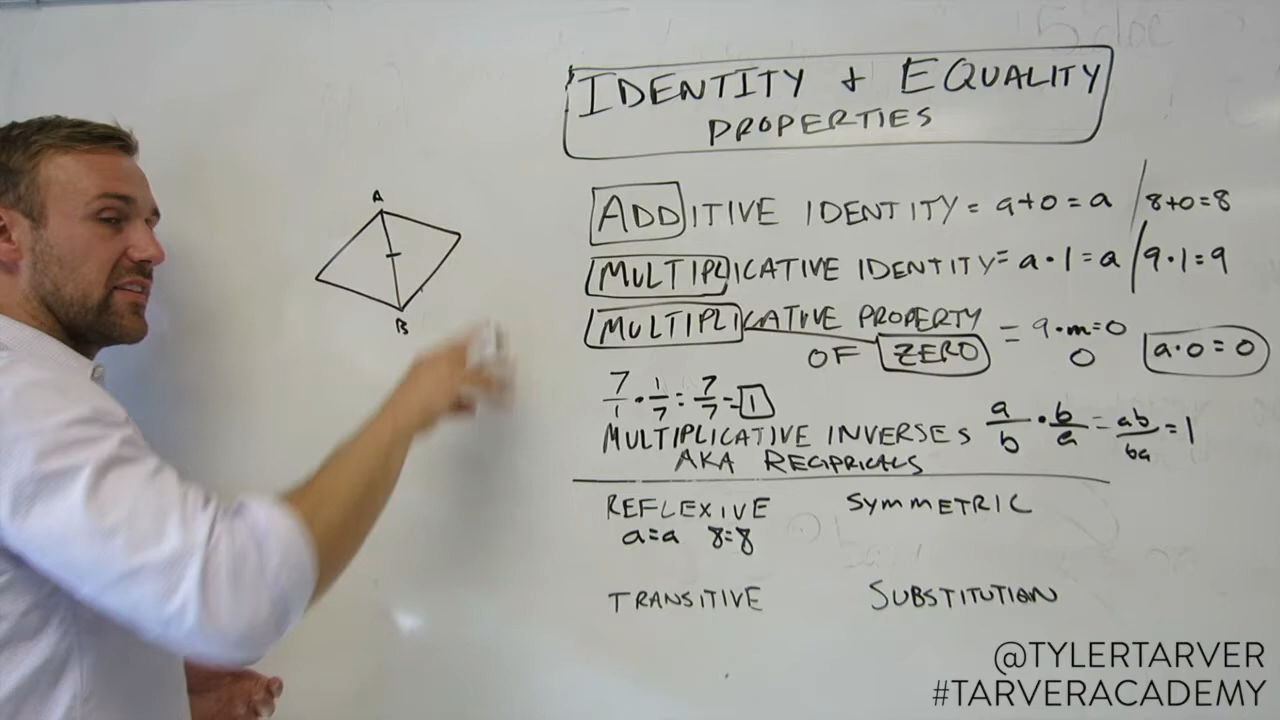 IDENTITY + EQUALITY
PROPERTIES
A
B
ADDITIVE IDENTITY = a+0=a / 8+0=8
MULTIPLICATIVE IDENTITY = a·1=a / 9·1=9
MULTIPLICATIVE PROPERTY
OF ZERO = 9·m=0 a·0=0
0
7/1 · 1/7 = 7/7 = 1
MULTIPLICATIVE INVERSES a/b · b/a = ab/ba = 1
AKA RECIPRICALS
REFLEXIVE SYMMETRIC
a=a 8=8
TRANSITIVE SUBSTITUTION
@TYLERTARVER
#TARVERACADEMY